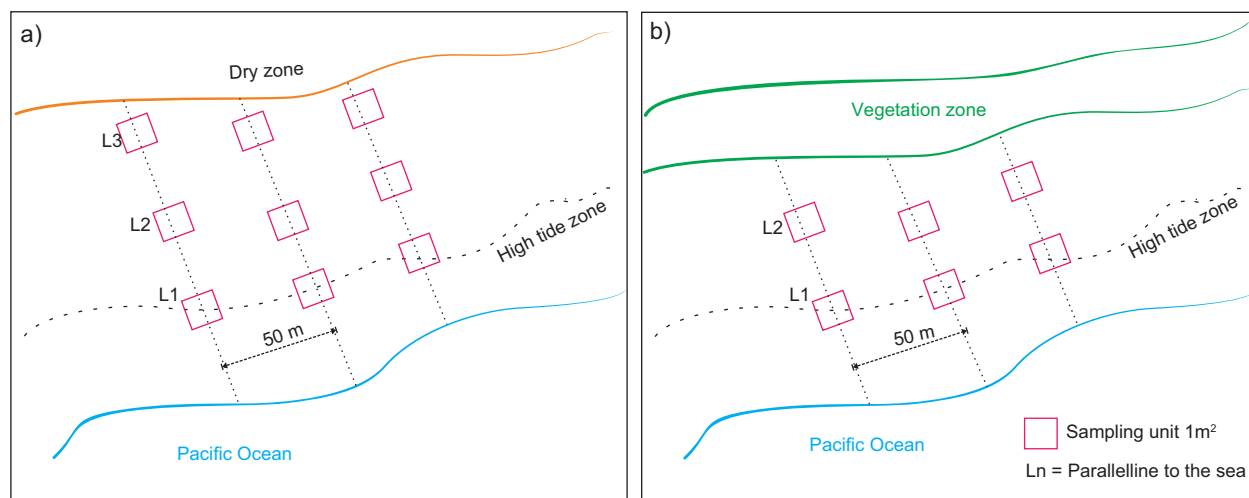 a)
Dry zone
L3
L2
High tide zone
L1
50 m
Pacific Ocean
b)
Vegetation zone
L2
High tide zone
L1
50 m
Pacific Ocean
Sampling unit 1m²
Ln = Parallelline to the sea